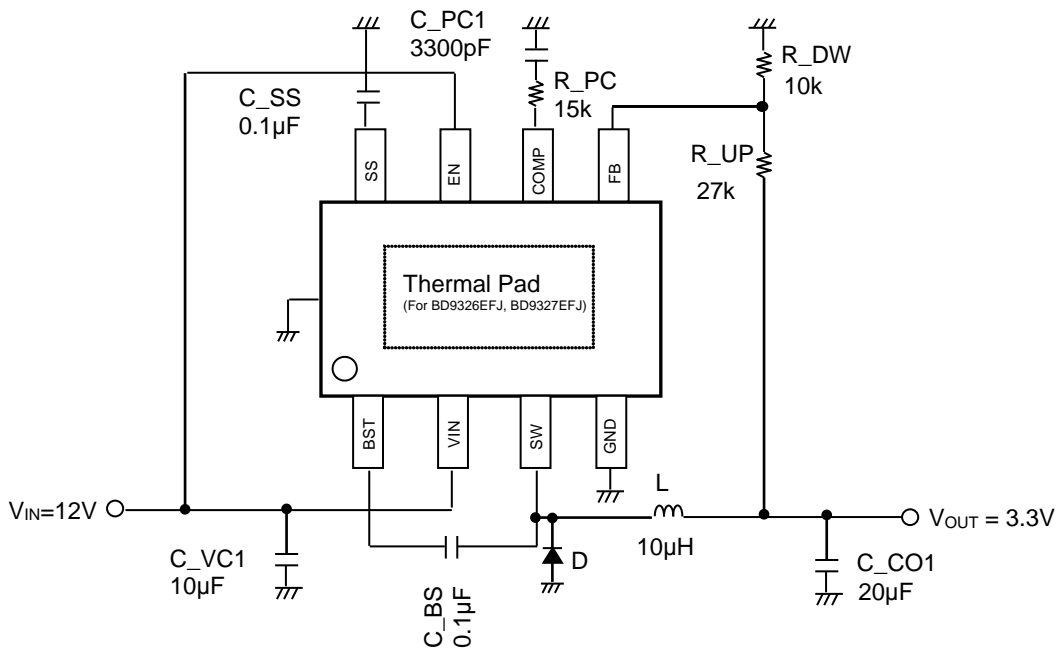 C_PC1
3300pF
R_DW
10k
C_SS
0.1µF
R_PC
15k
R_UP
27k
SS
EN
COMP
FB
Thermal Pad
(For BD9326EFJ, BD9327EFJ)
BST
VIN
SW
GND
L
10µH
VIN=12V
VOUT = 3.3V
C_VC1
10µF
C_BS
0.1µF
D
C_CO1
20µF